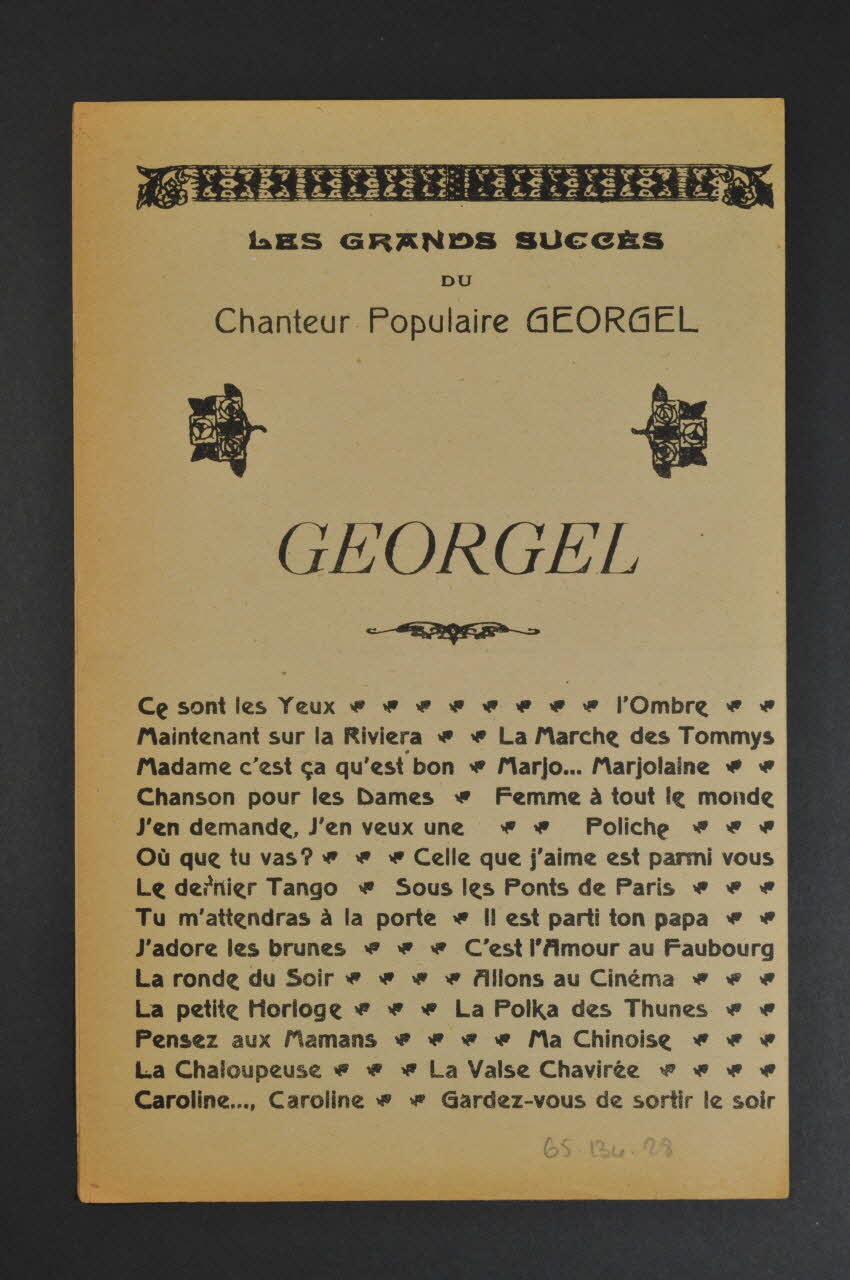 LES GRANDS SUCCÈS
DU
Chanteur Populaire GEORGEL
GEORGEL
Ce sont les Yeux l'Ombre
Maintenant sur la Riviera La Marche des Tommys
Madame c'est ça qu'est bon Marjo... Marjolaine
Chanson pour les Dames Femme à tout le monde
J'en demande, J'en veux une Poliche
Où que tu vas? Celle que j'aime est parmi vous
Le dernier Tango Sous les Ponts de Paris
Tu m'attendras à la porte Il est parti ton papa
J'adore les brunes C'est l'Amour au Faubourg
La ronde du Soir Allons au Cinéma
La petite Horloge La Polka des Thunes
Pensez aux Mamans Ma Chinoise
La Chaloupeuse La Valse Chavirée
Caroline..., Caroline Gardez-vous de sortir le soir
65.134.28